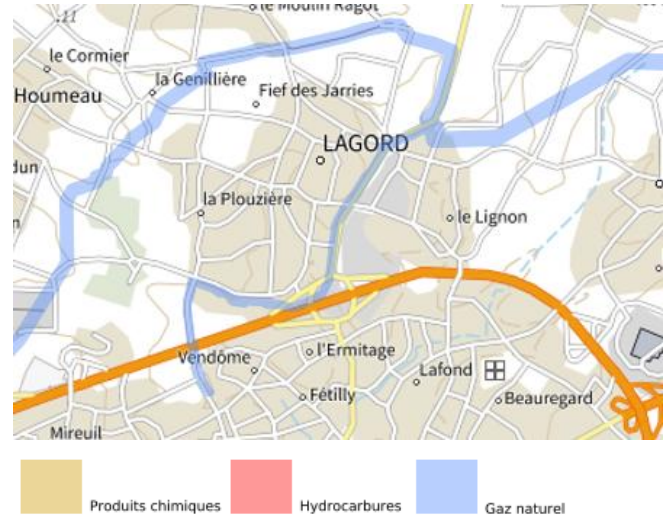 le Moulin Ragot
.11
le Cormier
la Genillière
Houmeau
Fief des Jarries
LAGORD
dun
la Plouzière
le Lignon
n
Vendôme
l'Ermitage
Lafond
Fétilly
Beauregard
Mireuil
Produits chimiques
Hydrocarbures
Gaz naturel